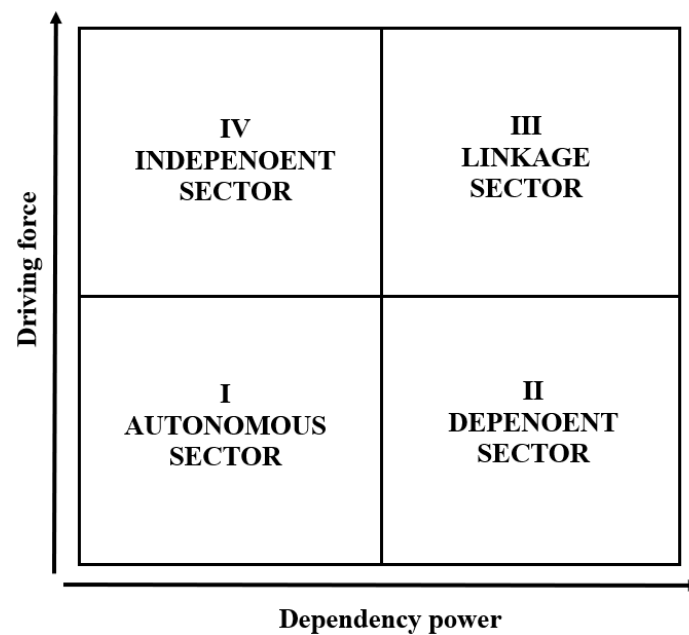 IV
INDEPENOENT
SECTOR
III
LINKAGE
SECTOR
Driving force
I
AUTONOMOUS
SECTOR
II
DEPENOENT
SECTOR
Dependency power